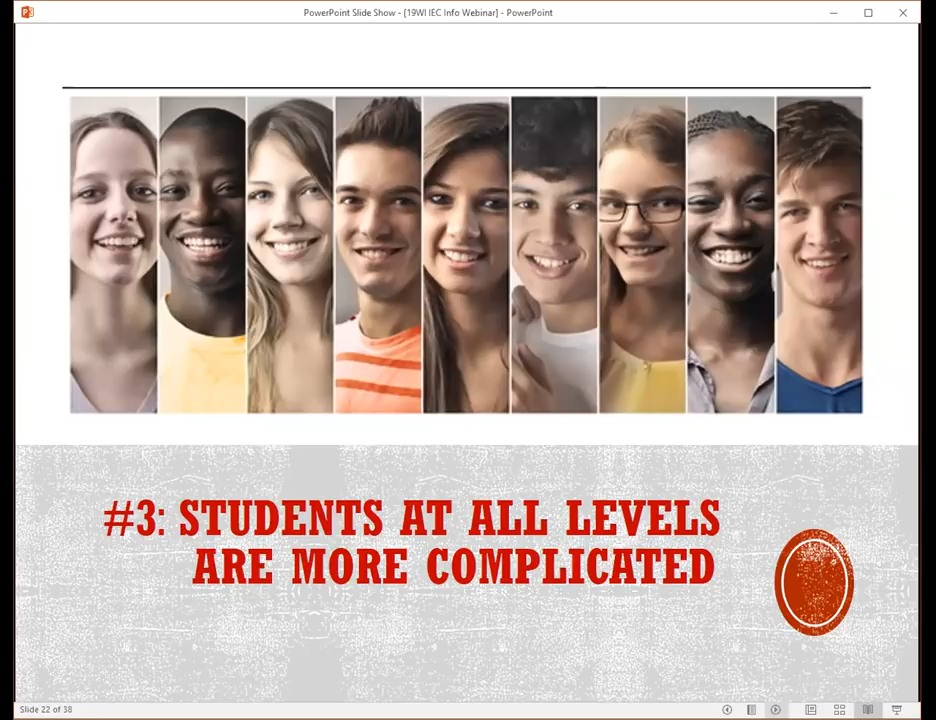 PowerPoint Slide Show - [19WI IEC Info Webinar] - PowerPoint
#3: STUDENTS AT ALL LEVELS
ARE MORE COMPLICATED
Slide 22 of 38